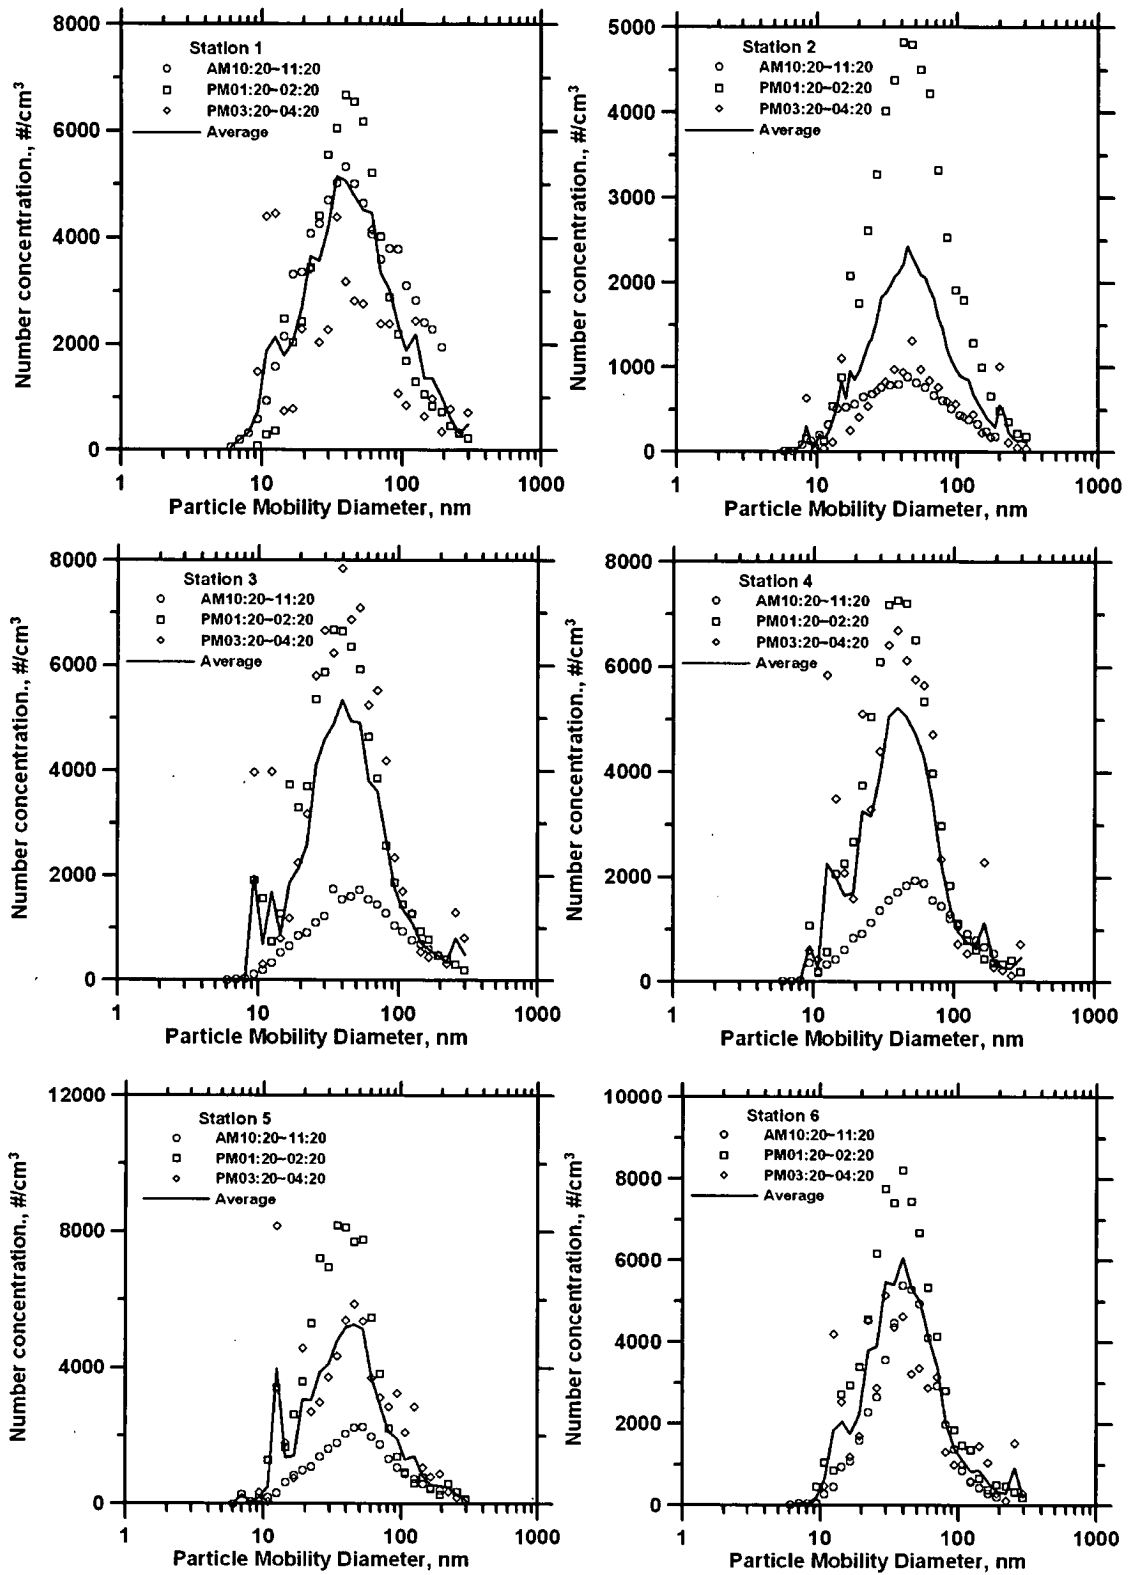 Station 1
AM10:20~11:20
PM01:20~02:20
PM03:20~04:20
Average
Number concentration., #/cm³
8000
6000
4000
2000
0
1 10 100 1000
Particle Mobility Diameter, nm
Station 2
AM10:20~11:20
PM01:20~02:20
PM03:20~04:20
Average
Number concentration., #/cm³
5000
4000
3000
2000
1000
0
1 10 100 1000
Particle Mobility Diameter, nm
Station 3
AM10:20~11:20
PM01:20~02:20
PM03:20~04:20
Average
Number concentration., #/cm³
8000
6000
4000
2000
0
1 10 100 1000
Particle Mobility Diameter, nm
Station 4
AM10:20~11:20
PM01:20~02:20
PM03:20~04:20
Average
Number concentration., #/cm³
8000
6000
4000
2000
0
1 10 100 1000
Particle Mobility Diameter, nm
Station 5
AM10:20~11:20
PM01:20~02:20
PM03:20~04:20
Average
Number concentration., #/cm³
12000
8000
4000
0
1 10 100 1000
Particle Mobility Diameter, nm
Station 6
AM10:20~11:20
PM01:20~02:20
PM03:20~04:20
Average
Number concentration., #/cm³
10000
8000
6000
4000
2000
0
1 10 100 1000
Particle Mobility Diameter, nm